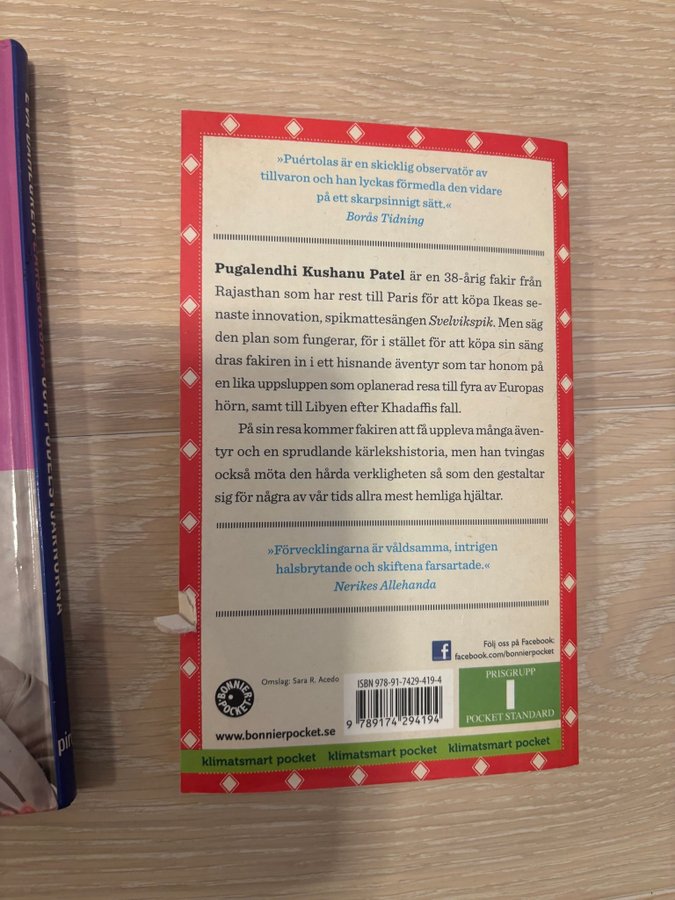 »Puértolas är en skicklig observatör av
tillvaron och han lyckas förmedla den vidare
på ett skarpsinnigt sätt.«
Borås Tidning
Pugalendhi Kushanu Patel är en 38-årig fakir från
Rajasthan som har rest till Paris för att köpa Ikeas se-
naste innovation, spikmattesängen Svelvikspik. Men säg
den plan som fungerar, för i stället för att köpa sin säng
dras fakiren in i ett hisnande äventyr som tar honom på
en lika uppsluppen som oplanerad resa till fyra av Europas
hörn, samt till Libyen efter Khadaffis fall.
På sin resa kommer fakiren att få uppleva många även-
tyr och en sprudlande kärlekshistoria, men han tvingas
också möta den hårda verkligheten så som den gestaltar
sig för några av vår tids allra mest hemliga hjältar.
»Förvecklingarna är våldsamma, intrigen
halsbrytande och skiftena farsartade.«
Nerikes Allehanda
f
Följ oss på Facebook:
facebook.com/bonnierpocket
Omslag: Sara R. Acedo
BONNIER
POCKET
www.bonnierpocket.se
ISBN 978-91-7429-419-4
9 789174 294194
PRISGRUPP
I
POCKET STANDARD
klimatsmart pocket klimatsmart pocket klimatsmart pocket
EVA DAHLGREN
OCH PUDELSTJÄRNORNA